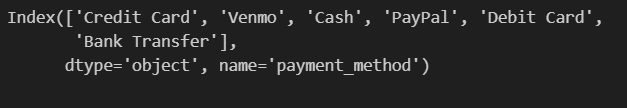 Index(['Credit Card', 'Venmo', 'Cash', 'PayPal', 'Debit Card',
       'Bank Transfer'],
      dtype='object', name='payment_method')